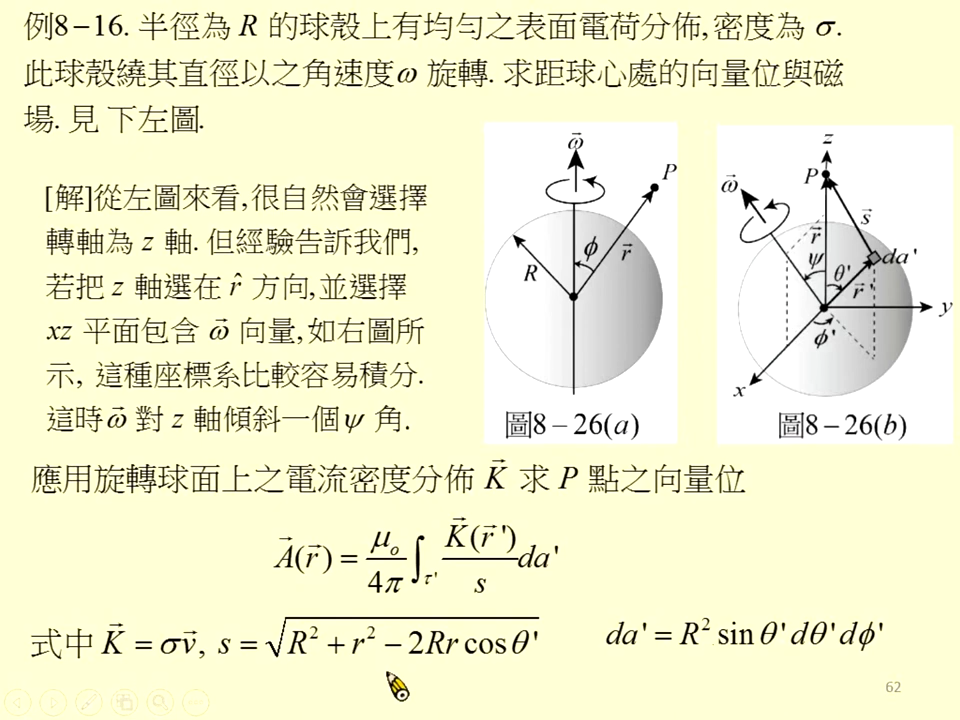 例8−16. 半徑為 R 的球殼上有均勻之表面電荷分佈, 密度為 σ.
此球殼繞其直徑以之角速度ω 旋轉. 求距球心處的向量位與磁
場. 見 下左圖.
[解]從左圖來看, 很自然會選擇
轉軸為 z 軸. 但經驗告訴我們,
若把 z 軸選在 r̂ 方向, 並選擇
xz 平面包含 ω⃗ 向量, 如右圖所
示, 這種座標系比較容易積分.
這時ω⃗ 對 z 軸傾斜一個ψ 角.
ω⃗
P
ϕ
r⃗
R
圖8 – 26(a)
z
P
ω⃗
s⃗
r⃗
ψ
θ'
da'
r⃗'
y
ϕ'
x
圖8 − 26(b)
應用旋转球面上之電流密度分佈 K⃗ 求 P 點之向量位
A⃗(r⃗) = μₒ/4π ∫τ' K⃗(r⃗')/s da'
式中 K⃗ = σv⃗, s = √(R² + r² − 2Rr cos θ')
da' = R² sin θ' dθ' dϕ'
62